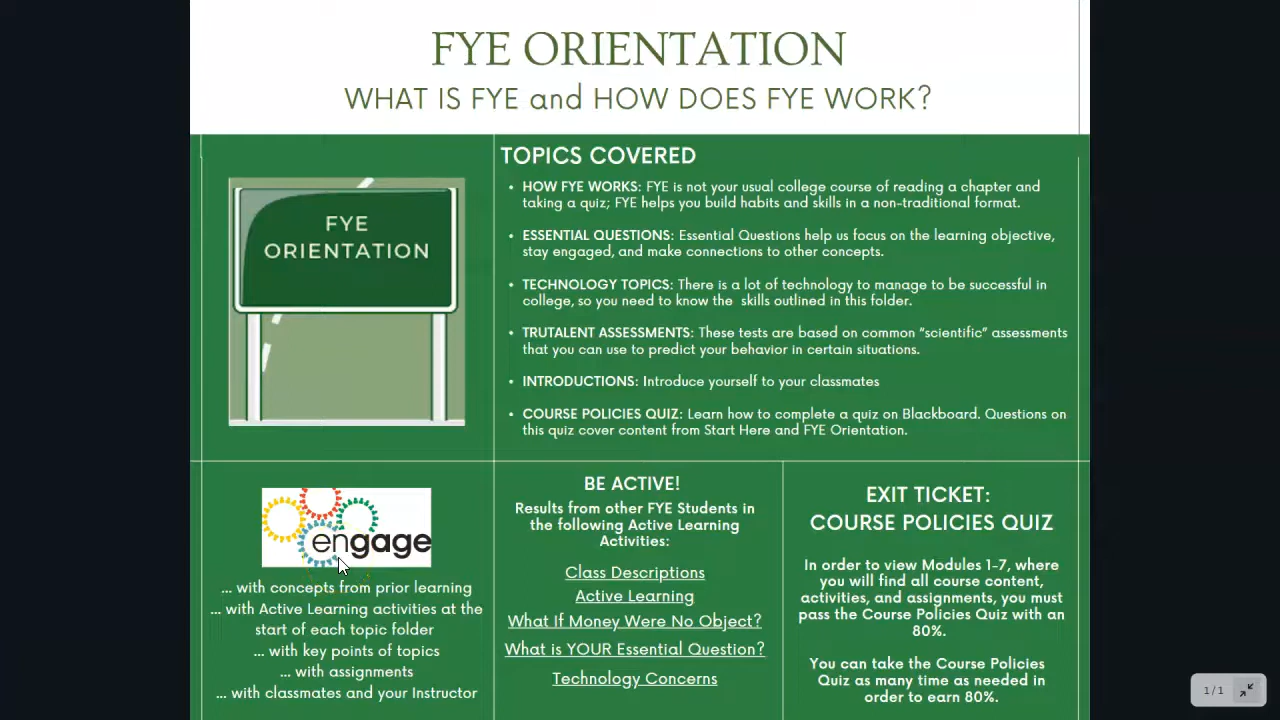 FYE ORIENTATION
WHAT IS FYE and HOW DOES FYE WORK?
FYE
ORIENTATION
TOPICS COVERED
• HOW FYE WORKS: FYE is not your usual college course of reading a chapter and
taking a quiz; FYE helps you build habits and skills in a non-traditional format.
• ESSENTIAL QUESTIONS: Essential Questions help us focus on the learning objective,
stay engaged, and make connections to other concepts.
• TECHNOLOGY TOPICS: There is a lot of technology to manage to be successful in
college, so you need to know the skills outlined in this folder.
• TRUTALENT ASSESSMENTS: These tests are based on common “scientific” assessments
that you can use to predict your behavior in certain situations.
• INTRODUCTIONS: Introduce yourself to your classmates
• COURSE POLICIES QUIZ: Learn how to complete a quiz on Blackboard. Questions on
this quiz cover content from Start Here and FYE Orientation.
engage
... with concepts from prior learning
... with Active Learning activities at the
start of each topic folder
... with key points of topics
... with assignments
... with classmates and your Instructor
BE ACTIVE!
Results from other FYE Students in
the following Active Learning
Activities:
Class Descriptions
Active Learning
What If Money Were No Object?
What is YOUR Essential Question?
Technology Concerns
EXIT TICKET:
COURSE POLICIES QUIZ
In order to view Modules 1-7, where
you will find all course content,
activities, and assignments, you must
pass the Course Policies Quiz with an
80%.
You can take the Course Policies
Quiz as many time as needed in
order to earn 80%.
1/1